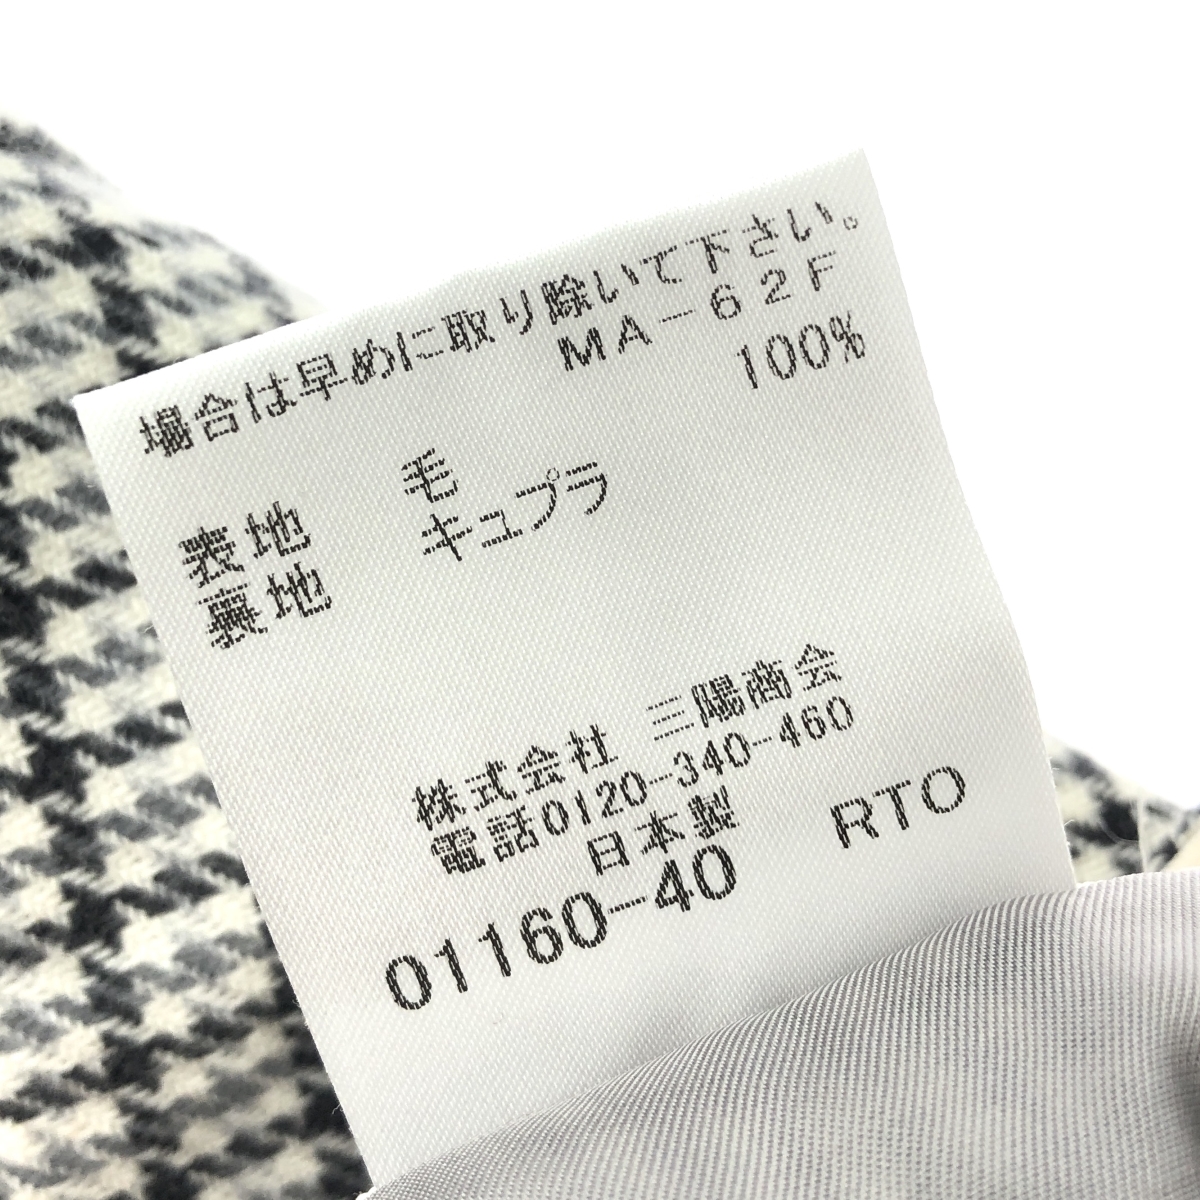 場合は早めに取り除いて下さい。
MA-62F
表地 毛 100%
裏地 キュプラ
株式会社 三陽商会
電話0120-340-460
日本製 RTO
01160-40